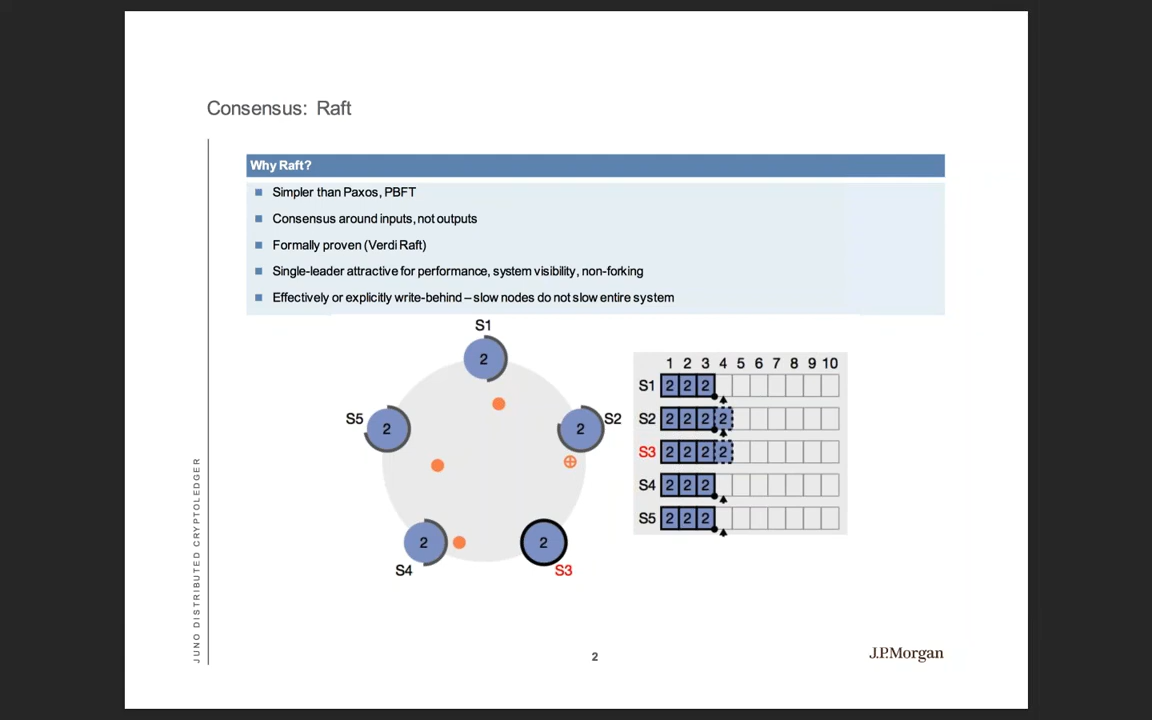 Consensus: Raft
Why Raft?
Simpler than Paxos, PBFT
Consensus around inputs, not outputs
Formally proven (Verdi Raft)
Single-leader attractive for performance, system visibility, non-forking
Effectively or explicitly write-behind – slow nodes do not slow entire system
S1
2
S5
2
2
S2
2
S4
2
S3
1 2 3 4 5 6 7 8 9 10
S1 2 2 2
S2 2 2 2 2
S3 2 2 2 2
S4 2 2 2
S5 2 2 2
JUNO DISTRIBUTED CRYPTOLEDGER
2
J.P.Morgan